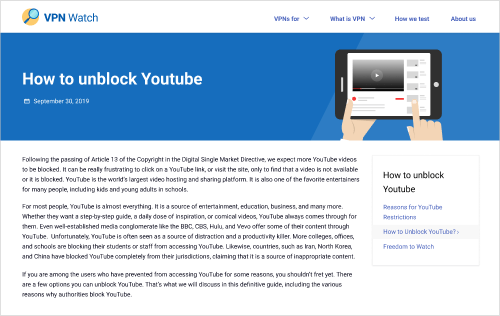 VPN Watch
VPNs for
What is VPN
How we test
About us
How to unblock Youtube
September 30, 2019
Following the passing of Article 13 of the Copyright in the Digital Single Market Directive, we expect more YouTube videos
to be blocked. It can be really frustrating to click on a YouTube link, or visit the site, only to find that a video is not available
or it is blocked. YouTube is the world's largest video hosting and sharing platform. It is also one of the favorite entertainers
for many people, including kids and young adults in schools.
For most people, YouTube is almost everything. It is a source of entertainment, education, business, and many more.
Whether they want a step-by-step guide, a daily dose of inspiration, or comical videos, YouTube always comes through for
them. Even well-established media conglomerate like the BBC, CBS, Hulu, and Vevo offer some of their content through
YouTube. Unfortunately, YouTube is often seen as a source of distraction and a productivity killer. More colleges, offices,
and schools are blocking their students or staff from accessing YouTube. Likewise, countries, such as Iran, North Korea,
and China have blocked YouTube completely from their jurisdictions, claiming that it is a source of inappropriate content.
If you are among the users who have prevented from accessing YouTube for some reasons, you shouldn't fret yet. There
are a few options you can unblock YouTube. That's what we will discuss in this definitive guide, including the various
reasons why authorities block YouTube.
How to unblock
Youtube
Reasons for YouTube
Restrictions
How to Unblock YouTube? ›
Freedom to Watch